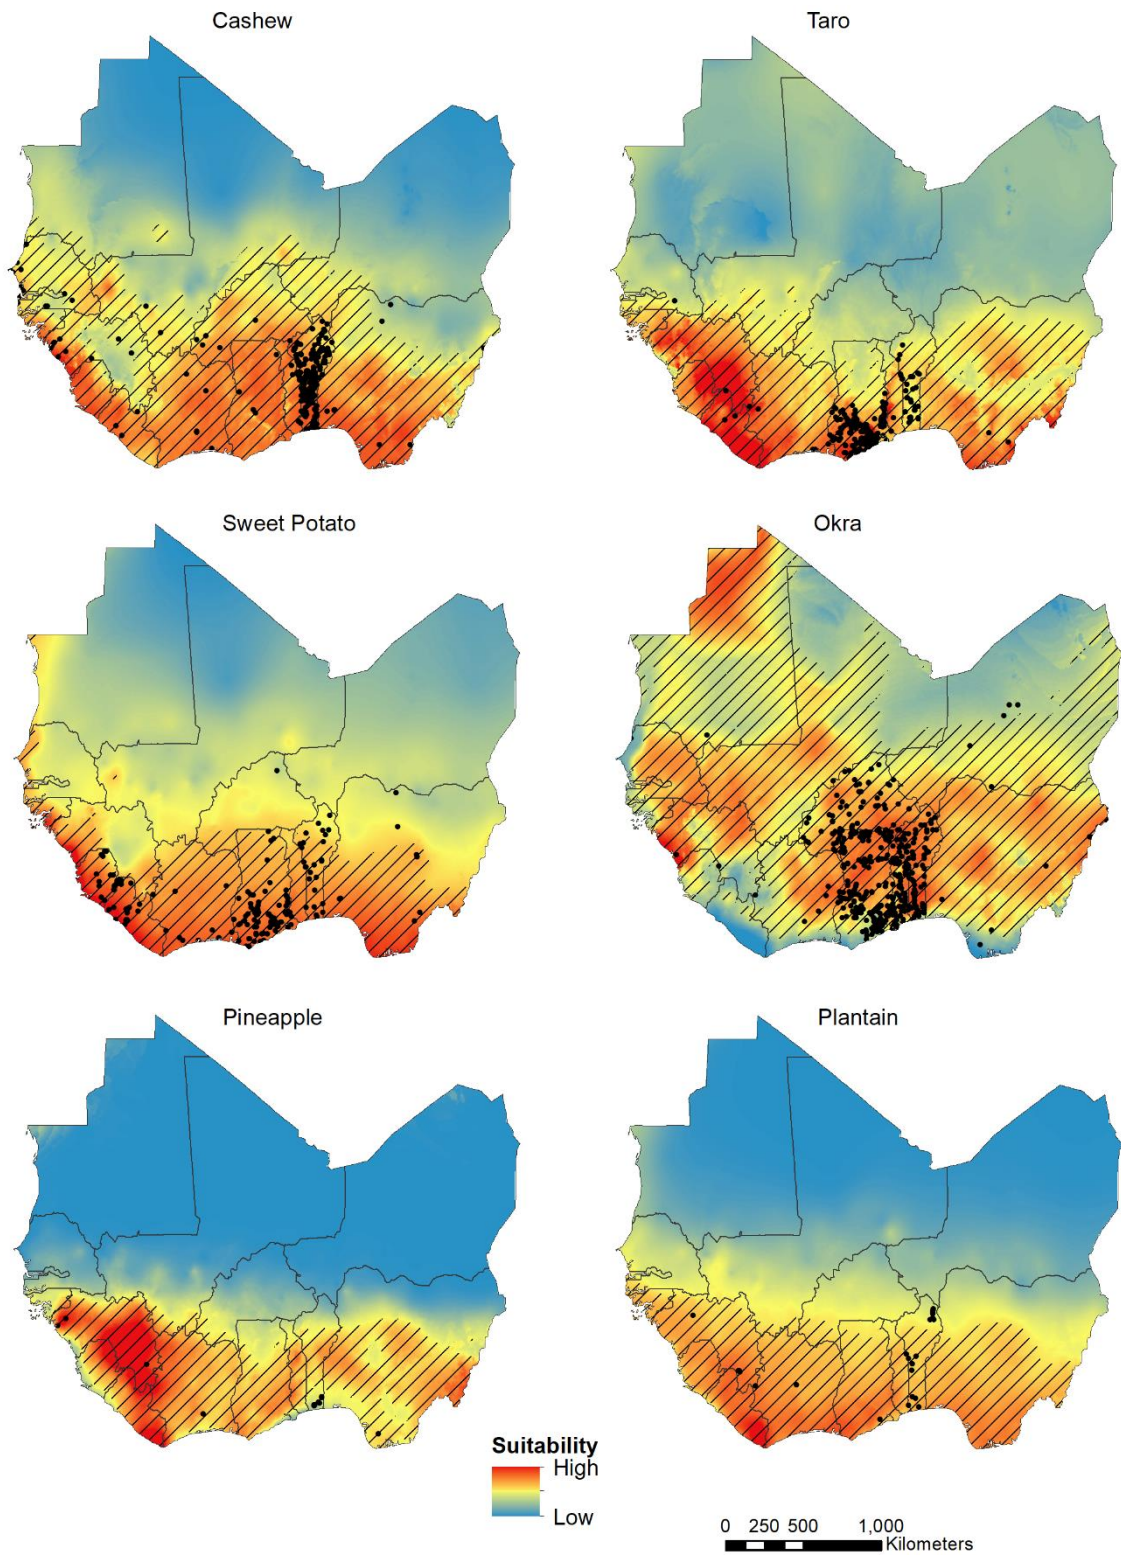 Cashew
Taro
Sweet Potato
Okra
Pineapple
Plantain
Suitability
High
Low
0 250 500 1,000
Kilometers